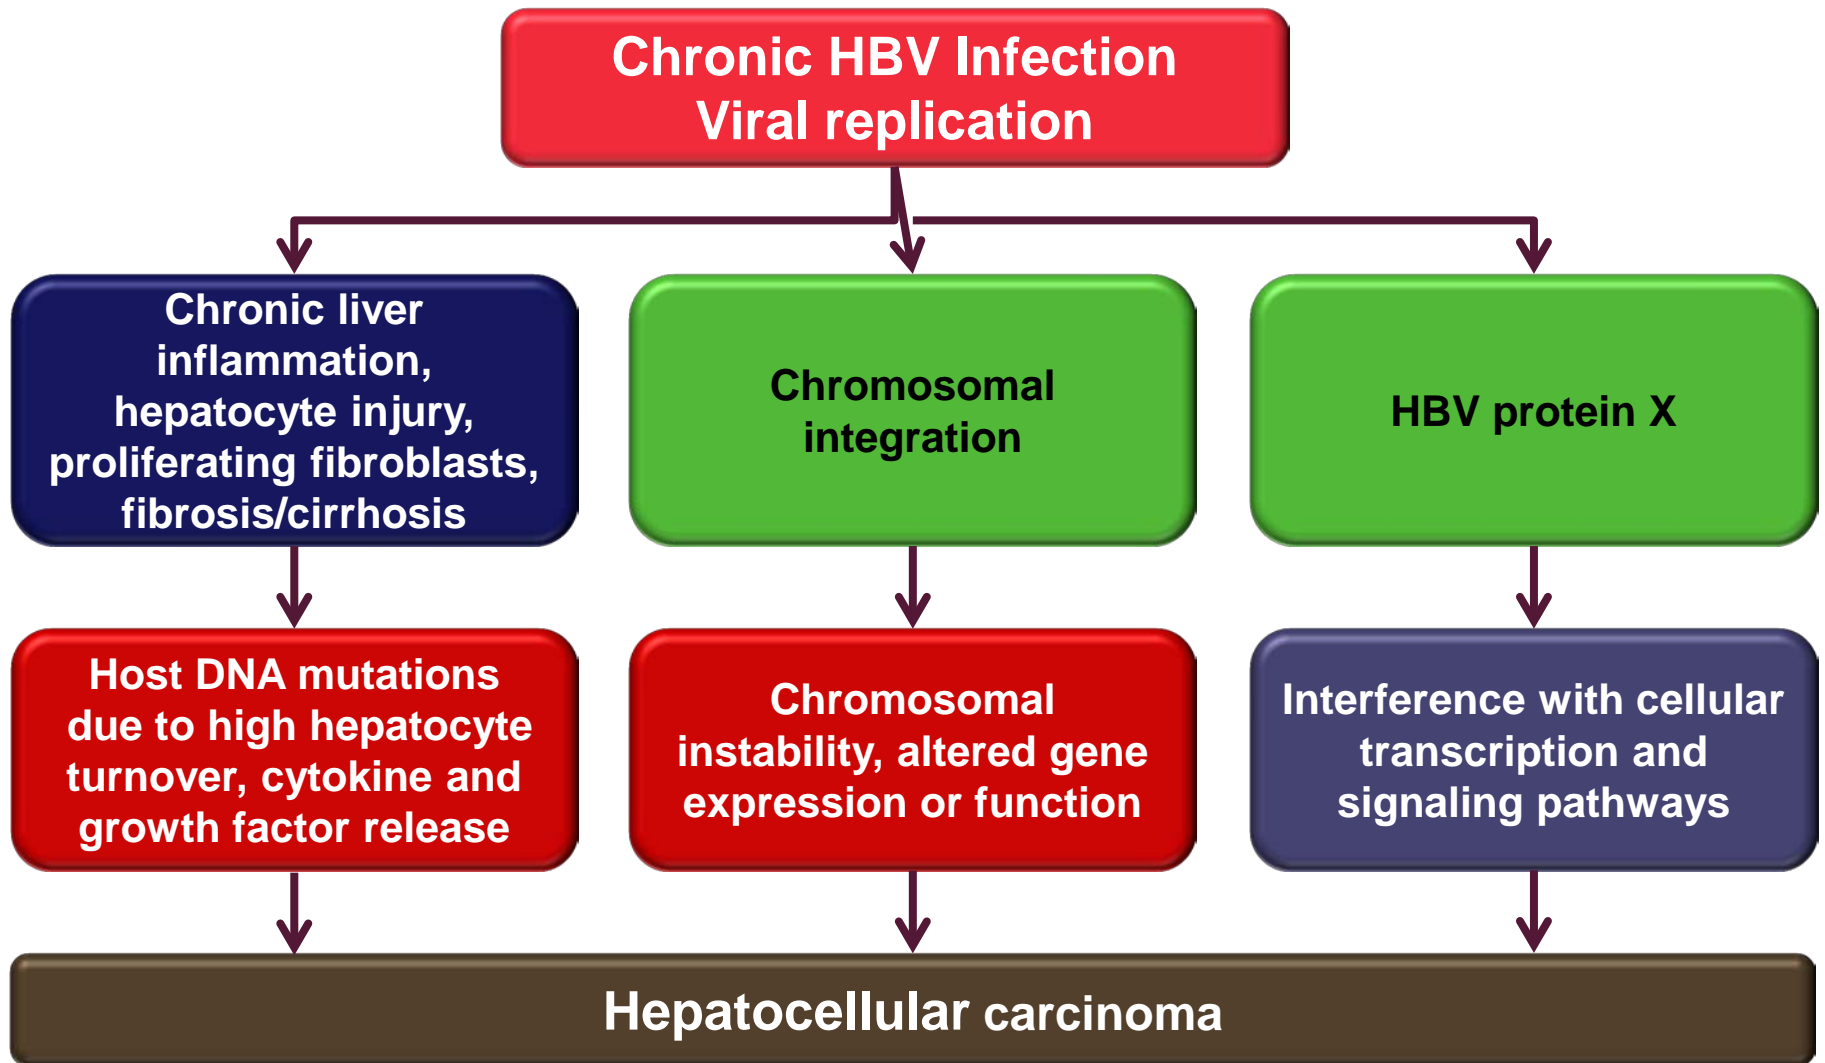 Chronic HBV Infection
Viral replication
Chronic liver
inflammation,
hepatocyte injury,
proliferating fibroblasts,
fibrosis/cirrhosis
Chromosomal
integration
HBV protein X
Host DNA mutations
due to high hepatocyte
turnover, cytokine and
growth factor release
Chromosomal
instability, altered gene
expression or function
Interference with cellular
transcription and
signaling pathways
Hepatocellular carcinoma